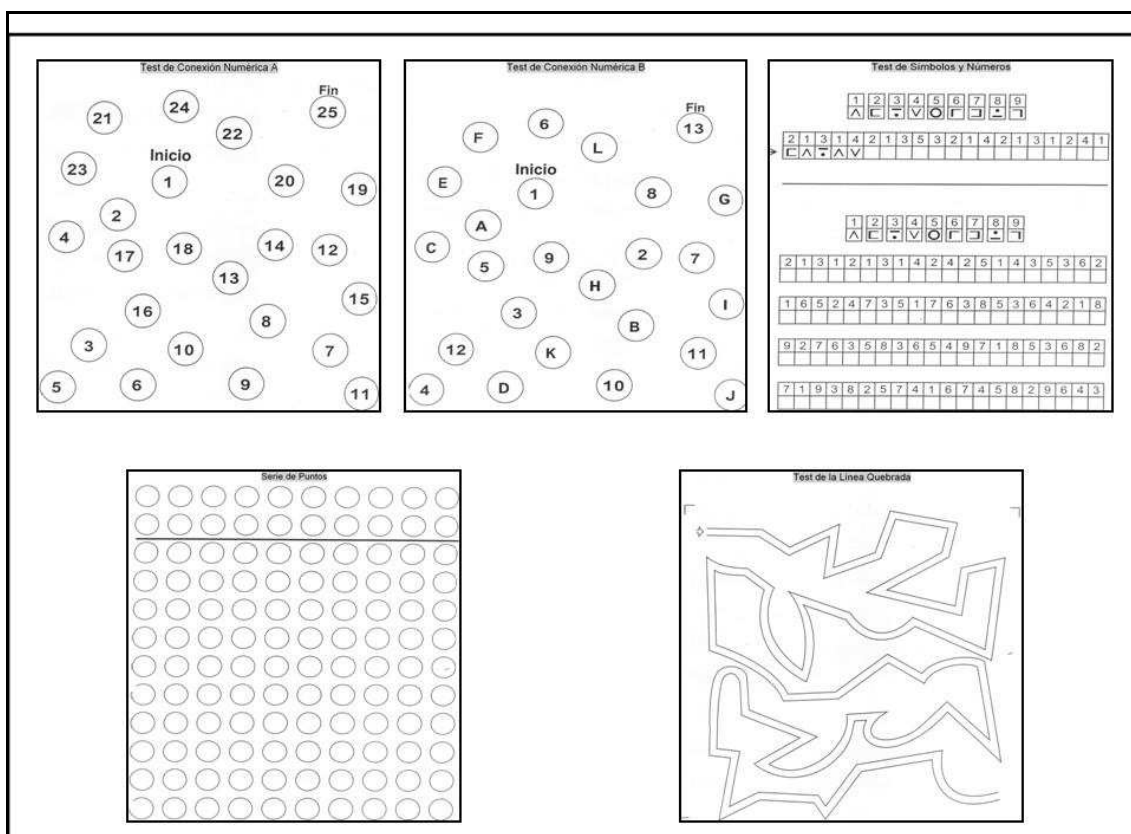 Test de Conexión Numérica A
Fin
24
25
21
22
Inicio
23
1
20
19
2
4
17
18
14
12
13
16
15
8
3
10
7
5
6
9
11
Test de Conexión Numérica B
Fin
6
13
F
L
Inicio
E
1
8
G
A
C
5
9
2
7
H
3
I
B
12
K
11
4
D
10
J
Test de Símbolos y Números
1 2 3 4 5 6 7 8 9
2 1 3 1 4 2 1 3 5 3 2 1 4 2 1 3 1 2 4 1
1 2 3 4 5 6 7 8 9
2 1 3 1 2 1 3 1 4 2 4 2 5 1 4 3 5 3 6 2
1 6 5 2 4 7 3 5 1 7 6 3 8 5 3 6 4 2 1 8
9 2 7 6 3 5 8 3 6 5 4 9 7 1 8 5 3 6 8 2
7 1 9 3 8 2 5 7 4 1 6 7 4 5 8 2 9 6 4 3
Serie de Puntos
Test de la Línea Quebrada